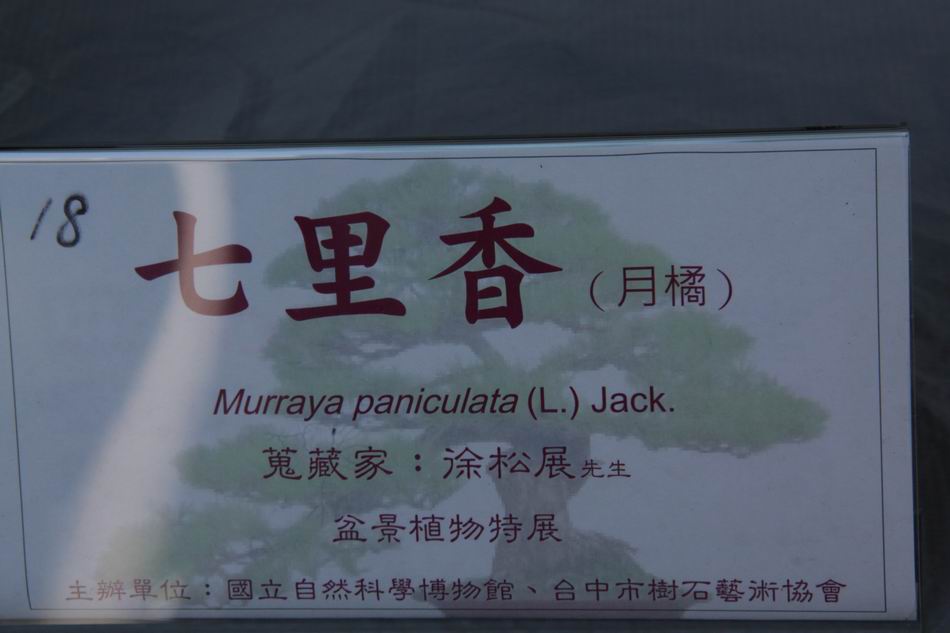 18
七里香（月橘）
Murraya paniculata (L.) Jack.
蒐藏家：徐松展先生
盆景植物特展
主辦單位：國立自然科學博物館、台中市樹石藝術協會